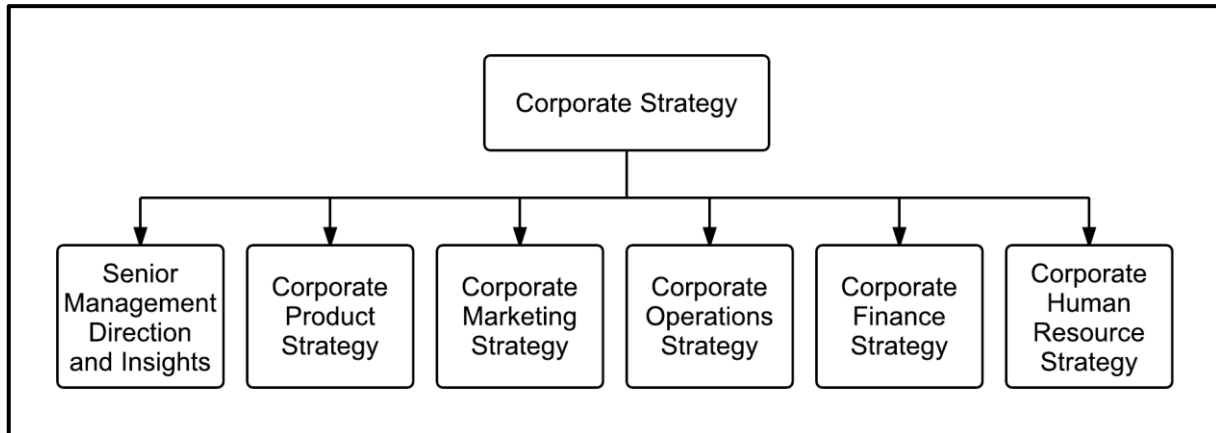 Corporate Strategy
Senior
Management
Direction
and Insights
Corporate
Product
Strategy
Corporate
Marketing
Strategy
Corporate
Operations
Strategy
Corporate
Finance
Strategy
Corporate
Human
Resource
Strategy